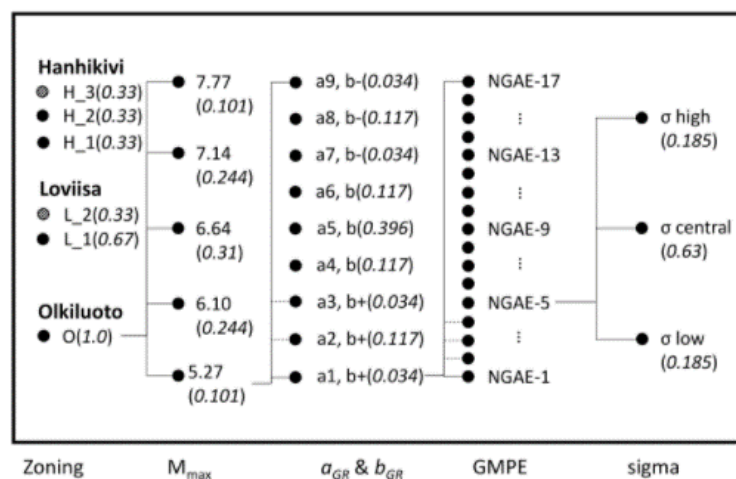 Hanhikivi
H_3(0.33)
H_2(0.33)
H_1(0.33)
Loviisa
L_2(0.33)
L_1(0.67)
Olkiluoto
O(1.0)
7.77
(0.101)
7.14
(0.244)
6.64
(0.31)
6.10
(0.244)
5.27
(0.101)
a9, b-(0.034)
a8, b-(0.117)
a7, b-(0.034)
a6, b(0.117)
a5, b(0.396)
a4, b(0.117)
a3, b+(0.034)
a2, b+(0.117)
a1, b+(0.034)
NGAE-17
⋮
NGAE-13
⋮
NGAE-9
⋮
NGAE-5
⋮
NGAE-1
σ high
(0.185)
σ central
(0.63)
σ low
(0.185)
Zoning
Mmax
aGR & bGR
GMPE
sigma